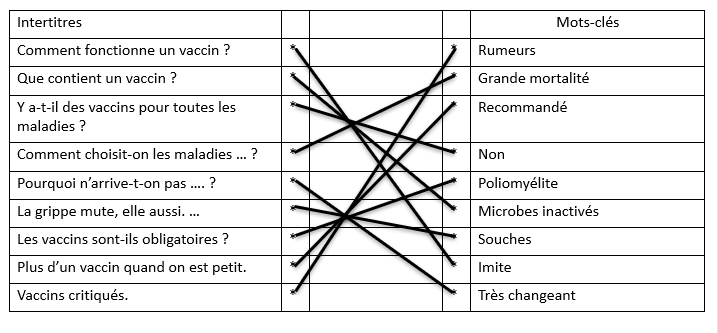 Intertitres Mots-clés
Comment fonctionne un vaccin ? * * Rumeurs
Que contient un vaccin ? * * Grande mortalité
Y a-t-il des vaccins pour toutes les * * Recommandé
maladies ?
Comment choisit-on les maladies … ? * * Non
Pourquoi n’arrive-t-on pas …. ? * * Poliomyélite
La grippe mute, elle aussi. … * * Microbes inactivés
Les vaccins sont-ils obligatoires ? * * Souches
Plus d’un vaccin quand on est petit. * * Imite
Vaccins critiqués. * * Très changeant